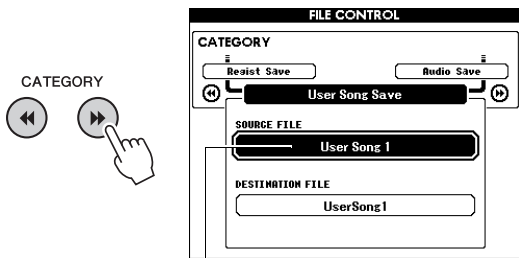 FILE CONTROL
CATEGORY
Regist Save
Audio Save
User Song Save
CATEGORY
SOURCE FILE
User Song 1
DESTINATION FILE
UserSong1